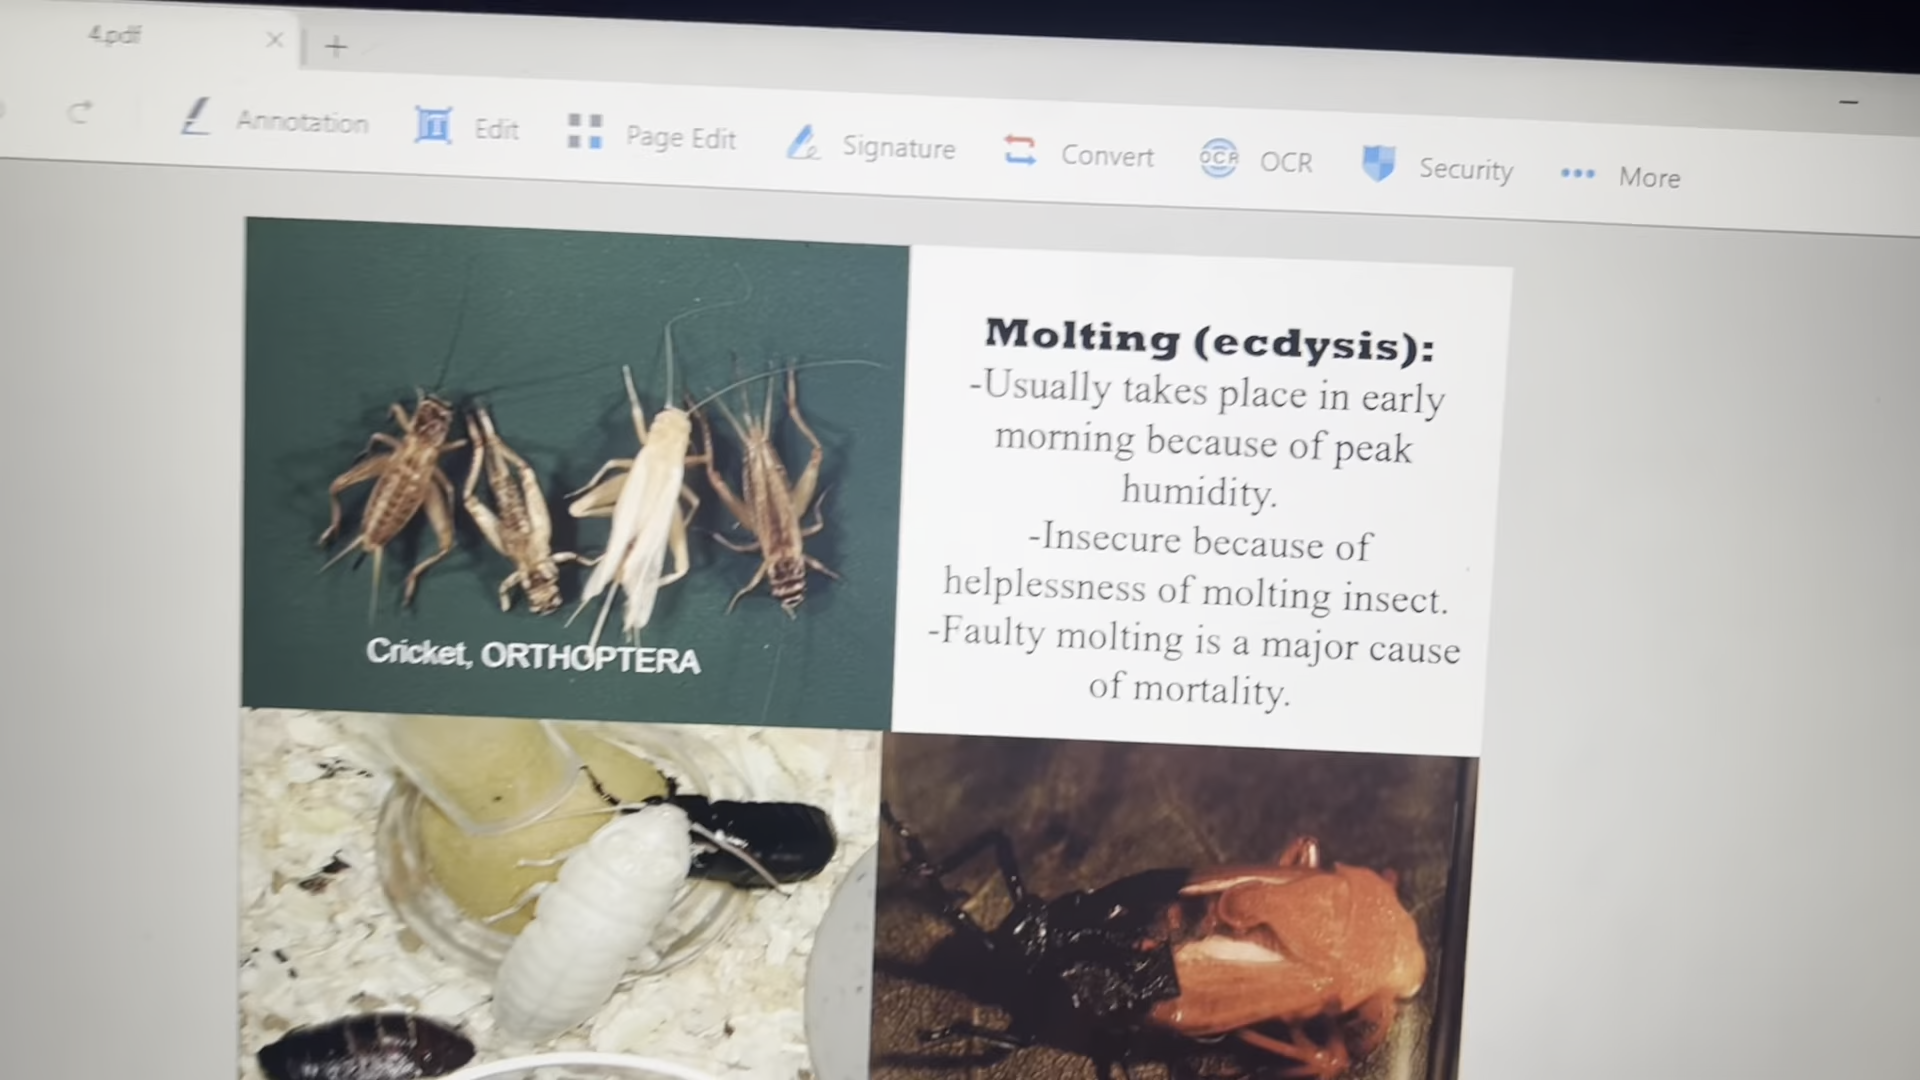 4.pdf
Annotation Edit Page Edit Signature Convert OCR OCR Security More
Molting (ecdysis):
-Usually takes place in early
morning because of peak
humidity.
-Insecure because of
helplessness of molting insect.
-Faulty molting is a major cause
of mortality.
Cricket, ORTHOPTERA